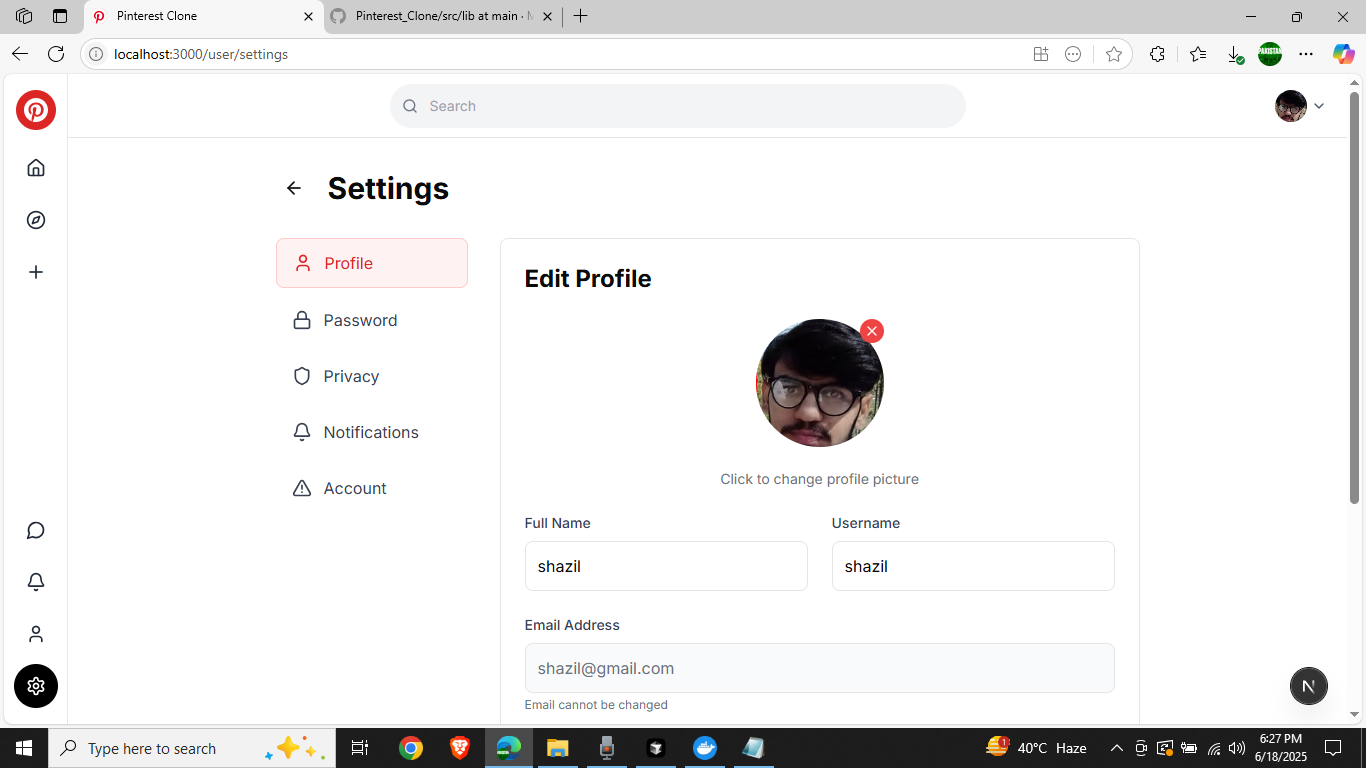 Pinterest Clone
Pinterest_Clone/src/lib at main ·
localhost:3000/user/settings
Search
Settings
Profile
Password
Privacy
Notifications
Account
Edit Profile
Click to change profile picture
Full Name
Username
shazil
shazil
Email Address
shazil@gmail.com
Email cannot be changed
N
Type here to search
1
40°C Haze
6:27 PM
6/18/2025